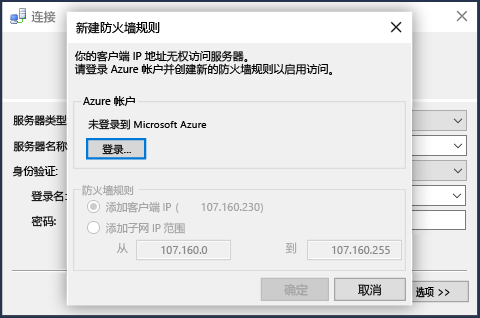 连接
新建防火墙规则
你的客户端 IP 地址无权访问服务器。
请登录 Azure 帐户并创建新的防火墙规则以启用访问。
Azure 帐户
服务器类型
未登录到 Microsoft Azure
服务器名称
登录...
身份验证:
防火墙规则
登录名:
添加客户端 IP ( 107.160.230)
密码:
添加子网 IP 范围
从 107.160.0 到 107.160.255
确定 取消 选项 >>